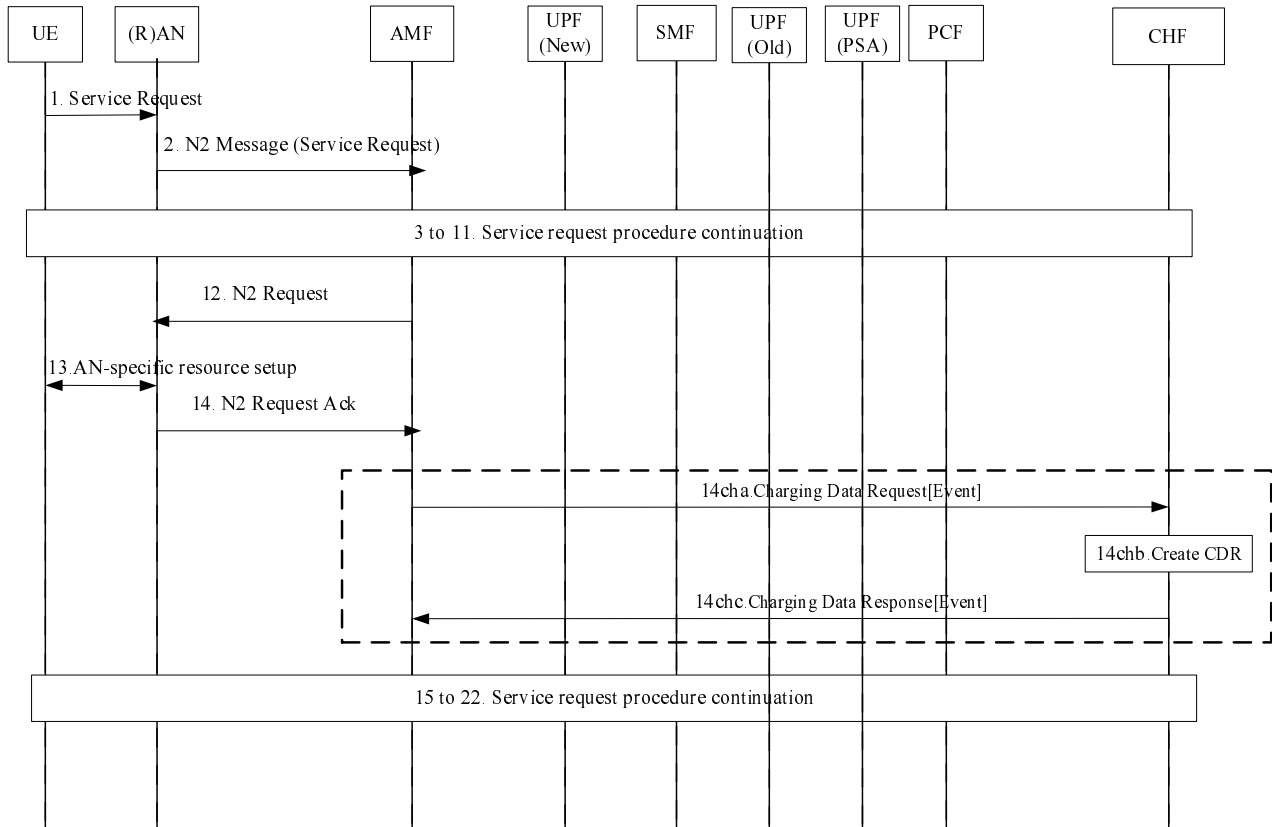 UE
(R)AN
AMF
UPF
(New)
SMF
UPF
(Old)
UPF
(PSA)
PCF
CHF
1. Service Request
2. N2 Message (Service Request)
3 to 11. Service request procedure continuation
12. N2 Request
13.AN-specific resource setup
14. N2 Request Ack
14cha.Charging Data Request[Event]
14chb.Create CDR
14chc.Charging Data Response[Event]
15 to 22. Service request procedure continuation